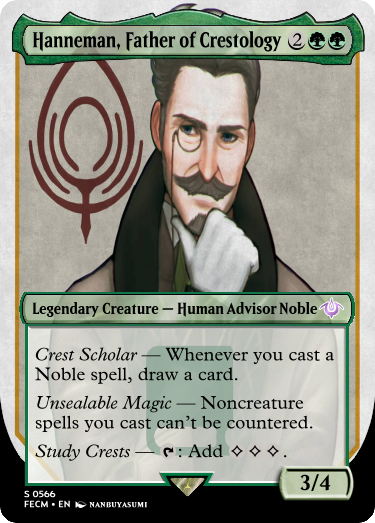 Hanneman, Father of Crestology 2
Legendary Creature — Human Advisor Noble
Crest Scholar — Whenever you cast a
Noble spell, draw a card.
Unsealable Magic — Noncreature
spells you cast can't be countered.
Study Crests — : Add
3/4
S 0566
FECM • EN NANBUYASUMI